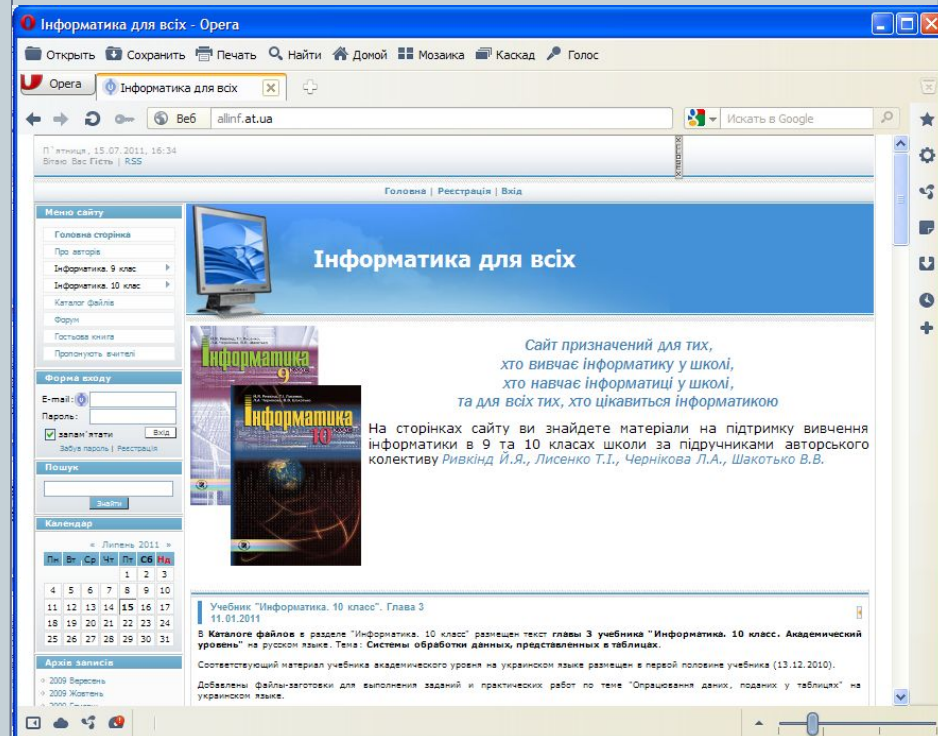 Інформатика для всіх - Opera
Открыть Сохранить Печать Найти Домой Мозаика Каскад Голос
Opera Інформатика для всіх
Веб allinf.at.ua Искать в Google
П`ятниця, 15.07.2011, 16:34
Вітаю Вас Гість | RSS
Головна | Реєстрація | Вхід
Меню сайту
Головна сторінка
Про авторів
Інформатика. 9 клас
Інформатика. 10 клас
Каталог файлів
Форум
Гостьова книга
Пропонують вчителі
Інформатика для всіх
Форма входу
E-mail:
Пароль:
запам'ятати Вхід
Забув пароль | Реєстрація
Пошук
Знайти
Календар
« Липень 2011 »
Пн Вт Ср Чт Пт Сб Нд
1 2 3
4 5 6 7 8 9 10
11 12 13 14 15 16 17
18 19 20 21 22 23 24
25 26 27 28 29 30 31
Архів записів
2009 Вересень
2009 Жовтень
Інформатика
9
Інформатика
10
Сайт призначений для тих,
хто вивчає інформатику у школі,
хто навчає інформатиці у школі,
та для всіх тих, хто цікавиться інформатикою
На сторінках сайту ви знайдете матеріали на підтримку вивчення
інформатики в 9 та 10 класах школи за підручниками авторського
колективу Ривкінд Й.Я., Лисенко Т.І., Чернікова Л.А., Шакотько В.В.
Учебник "Информатика. 10 класс". Глава 3
11.01.2011
В Каталоге файлов в разделе "Информатика. 10 класс" размещен текст главы 3 учебника "Информатика. 10 класс. Академический
уровень" на русском языке. Тема: Системы обработки данных, представленных в таблицах.
Соответствующий материал учебника академического уровня на украинском языке размещен в первой половине учебника (13.12.2010).
Добавлены файлы-заготовки для выполнения заданий и практических работ по теме "Опрацювання даних, поданих у таблицях" на
украинском языке.